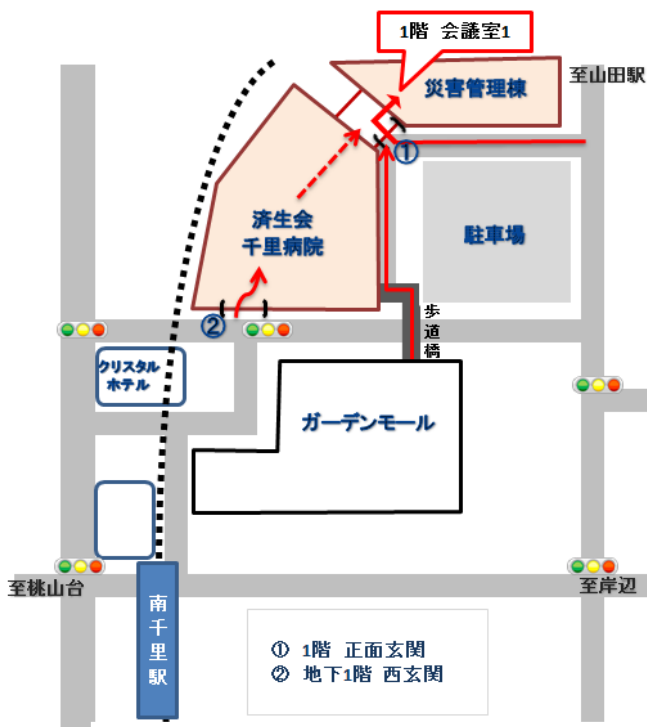 1階 会議室1
災害管理棟
至山田駅
①
済生会
千里病院
駐車場
②
歩道橋
クリスタル
ホテル
ガーデンモール
至桃山台
至岸辺
南千里駅
① 1階 正面玄関
② 地下1階 西玄関